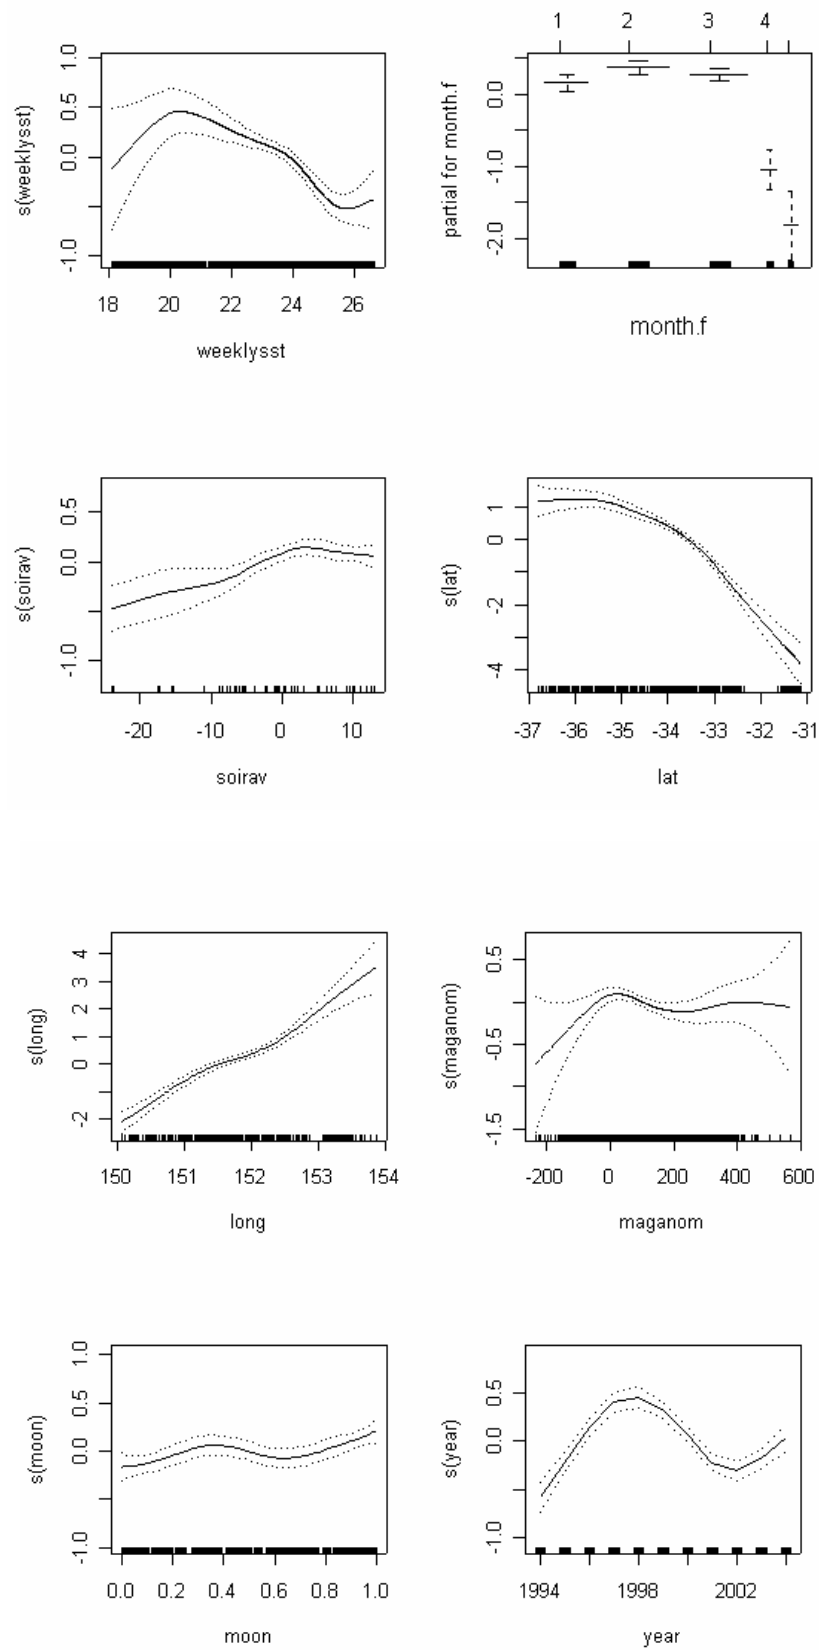 s(weeklysst)
1.0
0.5
0.0
-1.0
18 20 22 24 26
weeklysst
1 2 3 4
partial for month.f
0.0
-1.0
-2.0
month.f
s(soirav)
0.5
0.0
-1.0
-20 -10 0 10
soirav
s(lat)
1
0
-2
-4
-37 -36 -35 -34 -33 -32 -31
lat
s(long)
4
3
2
1
0
-2
150 151 152 153 154
long
s(maganom)
0.5
-0.5
-1.5
-200 0 200 400 600
maganom
s(moon)
1.0
0.5
0.0
-1.0
0.0 0.2 0.4 0.6 0.8 1.0
moon
s(year)
0.5
0.0
-1.0
1994 1998 2002
year